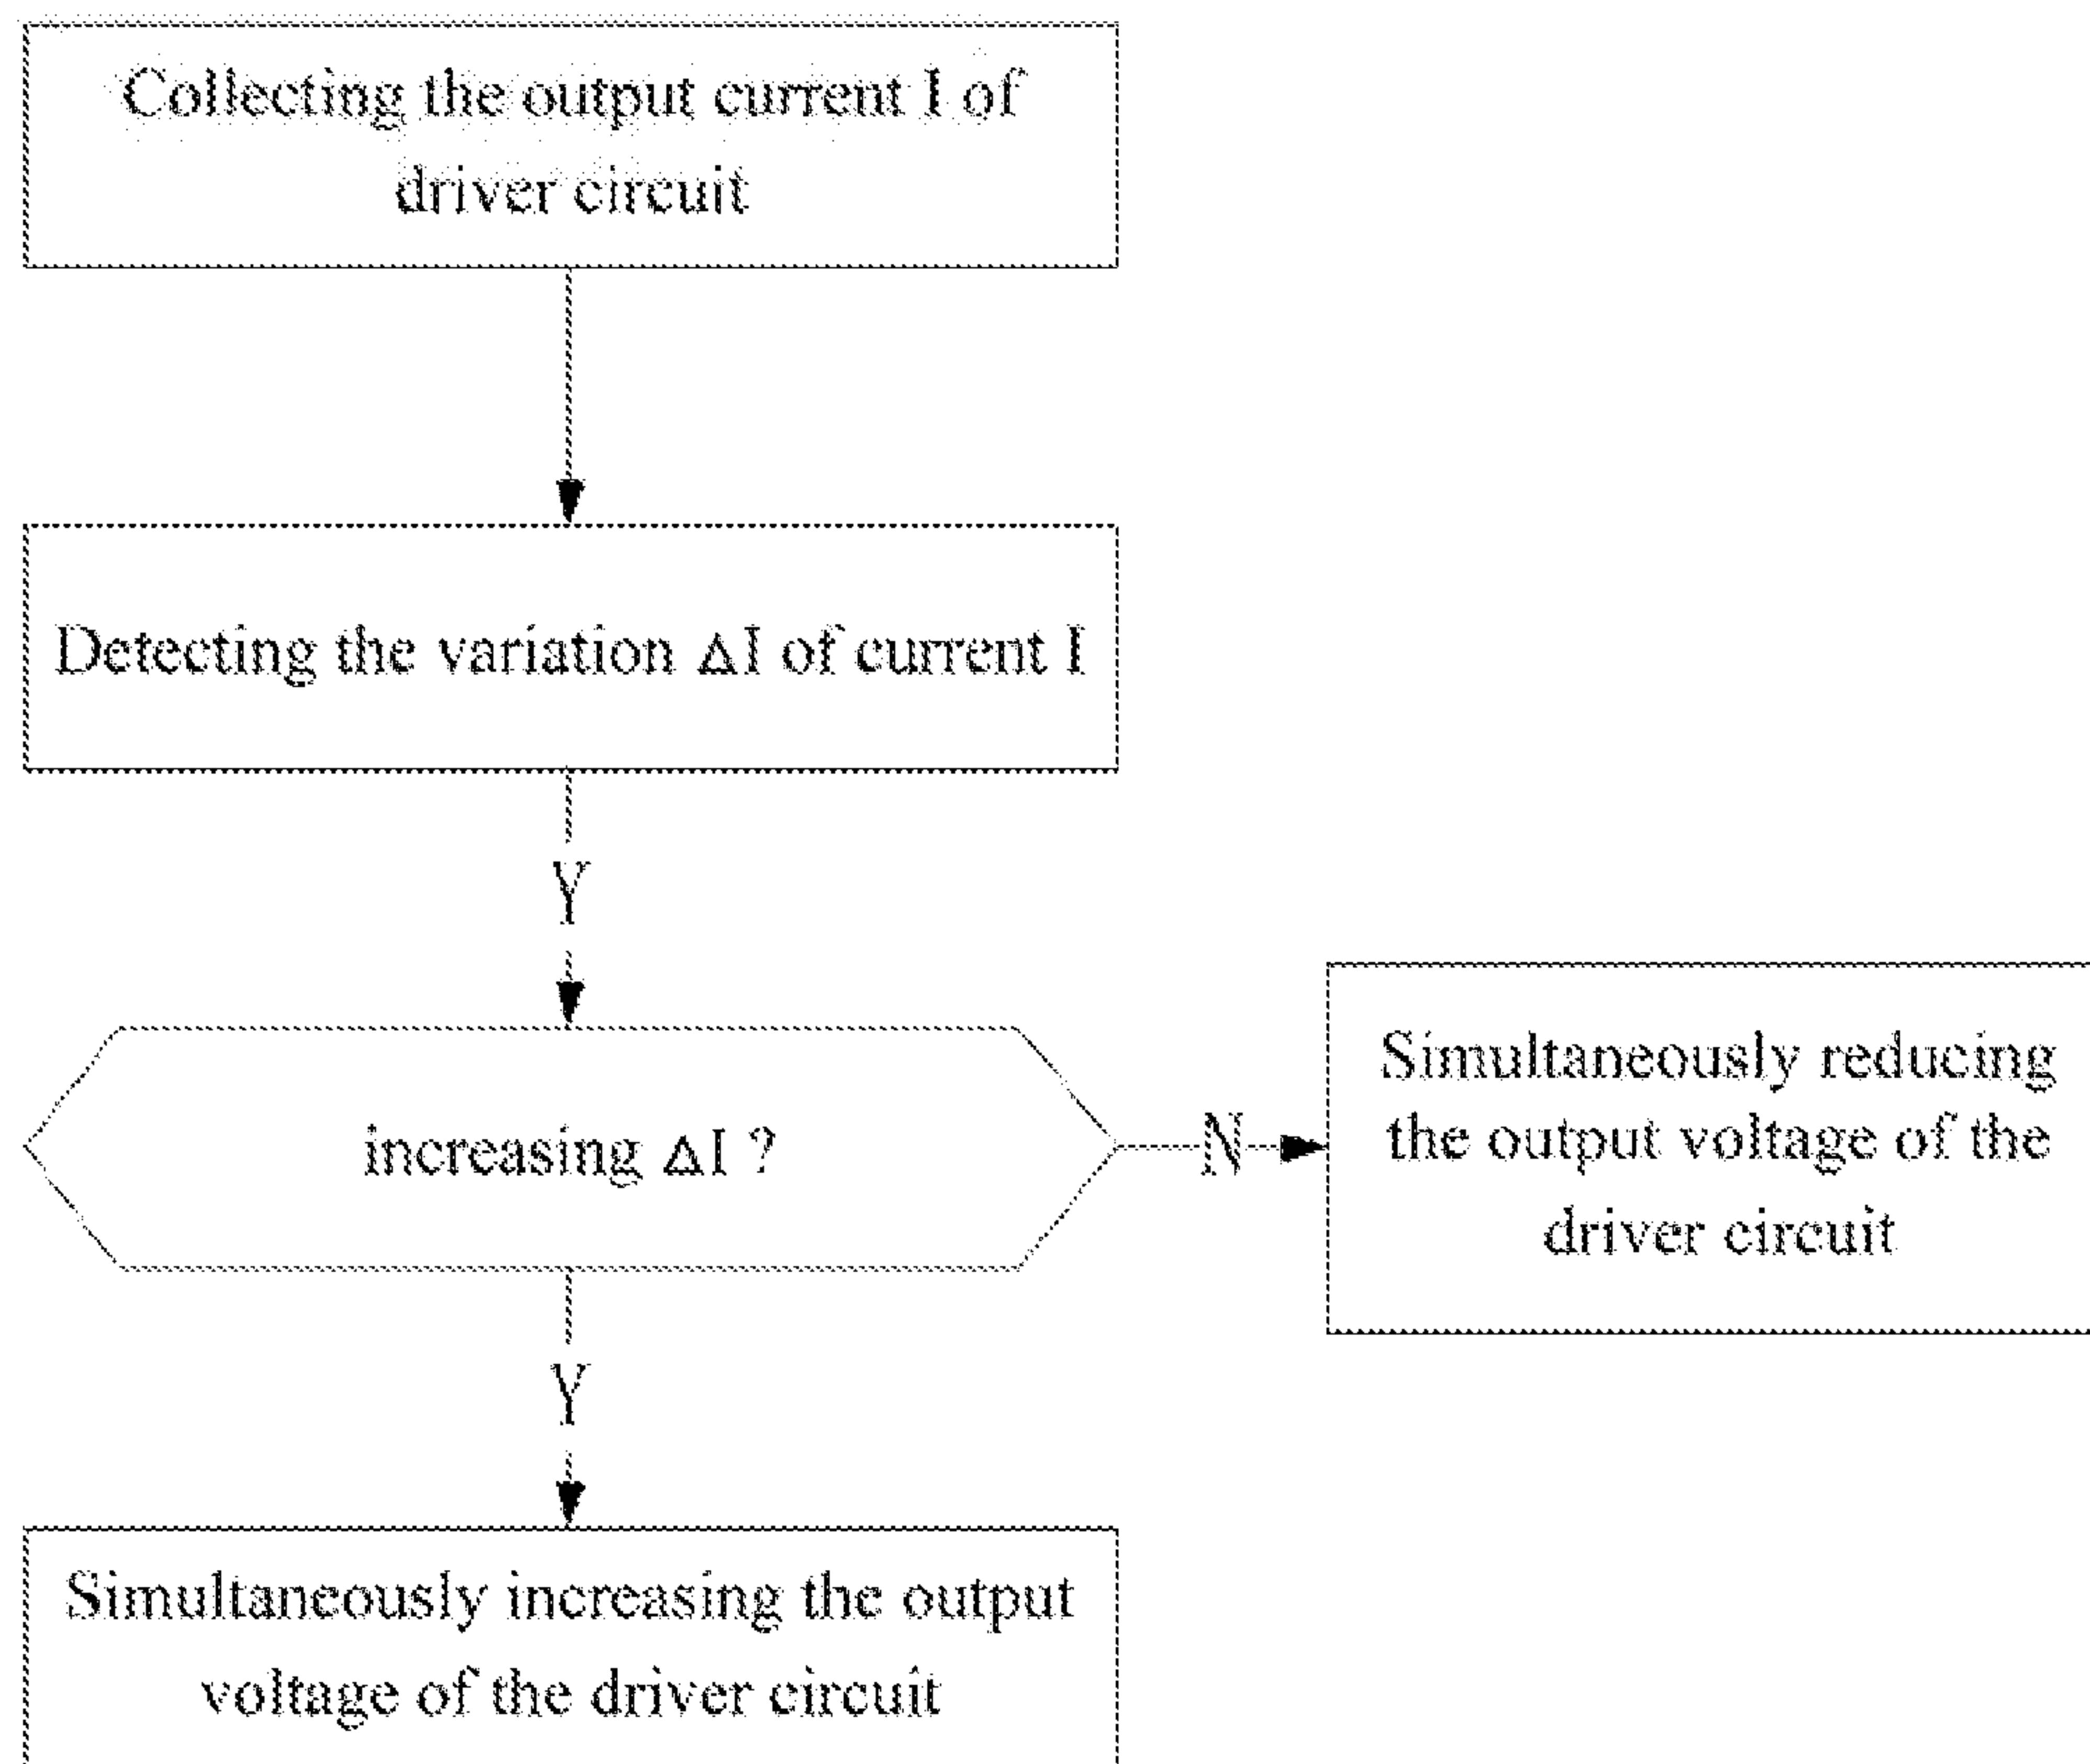 Collecting the output current I of
driver circuit
Detecting the variation ΔI of current I
Y
increasing ΔI ?
N
Simultaneously reducing
the output voltage of the
driver circuit
Y
Simultaneously increasing the output
voltage of the driver circuit